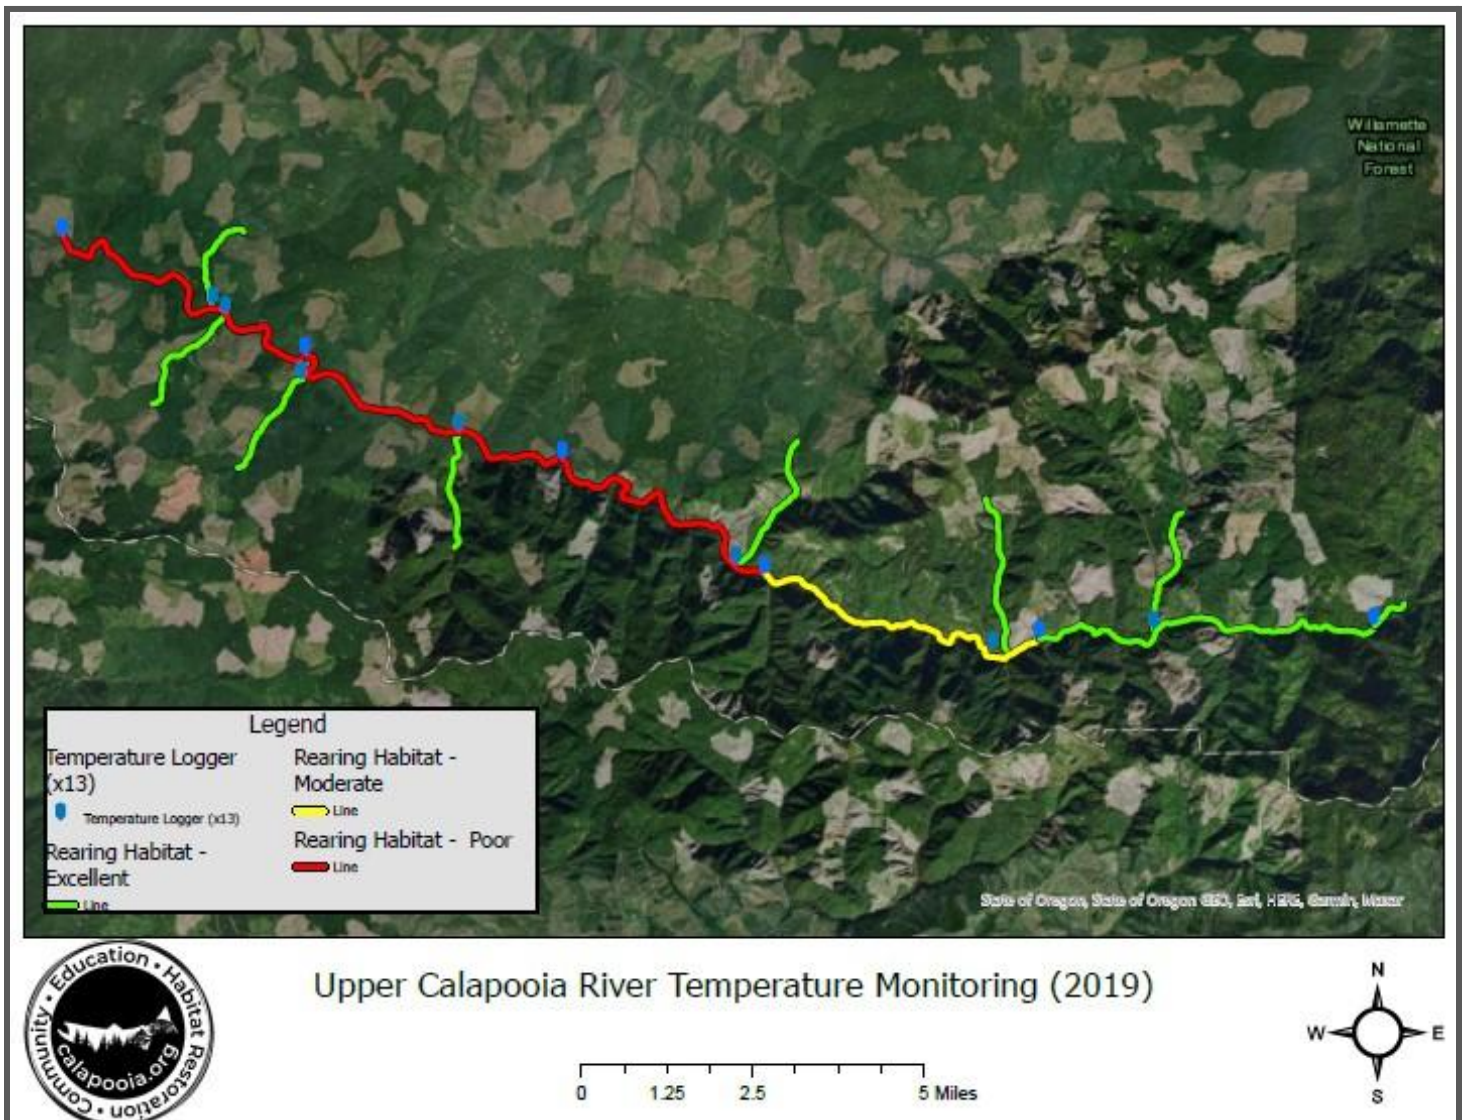 Willamette
National
Forest
Legend
Temperature Logger
(x13)
Temperature Logger (x13)
Rearing Habitat -
Excellent
Line
Rearing Habitat -
Moderate
Line
Rearing Habitat - Poor
Line
State of Oregon, State of Oregon GEO, Esri, HERE, Garmin, Maxar
Community • Education • Habitat Restoration •
calapooia.org
Upper Calapooia River Temperature Monitoring (2019)
0 1.25 2.5 5 Miles
N
W E
S